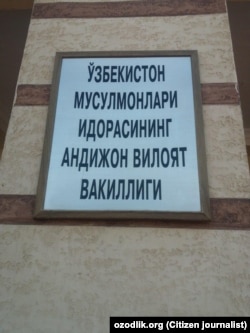 ЎЗБЕКИСТОН
МУСУЛМОНЛАРИ
ИДОРАСИНИНГ
АНДИЖОН ВИЛОЯТ
ВАКИЛЛИГИ
ozodlik.org (Citizen journalist)